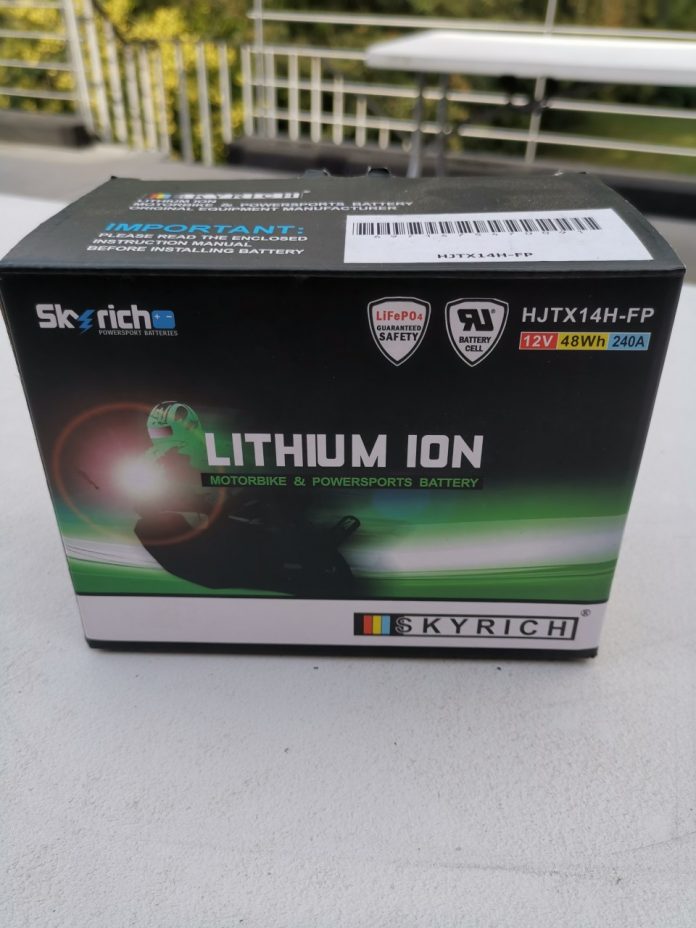 SKYRICH®
LITHIUM ION
MOTORBIKE & POWERSPORTS BATTERY
ORIGINAL EQUIPMENT MANUFACTURER
IMPORTANT:
PLEASE READ THE ENCLOSED
INSTRUCTION MANUAL
BEFORE INSTALLING BATTERY
HJTX14H-FP
Skyrich
POWERSPORT BATTERIES
LiFePO4
GUARANTEED
SAFETY
BATTERY
CELL
HJTX14H-FP
12V 48Wh 240A
LITHIUM ION
MOTORBIKE & POWERSPORTS BATTERY
SKYRICH®